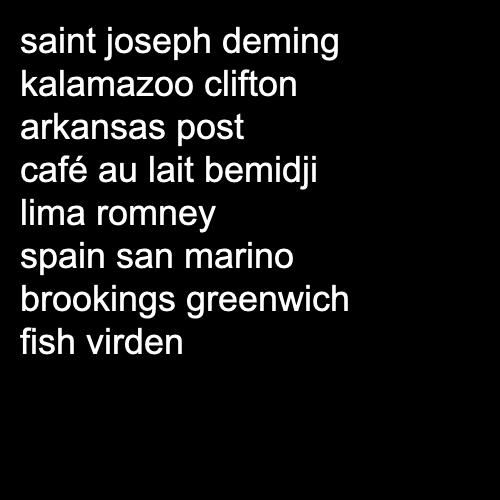 saint joseph deming
kalamazoo clifton
arkansas post
café au lait bemidji
lima romney
spain san marino
brookings greenwich
fish virden